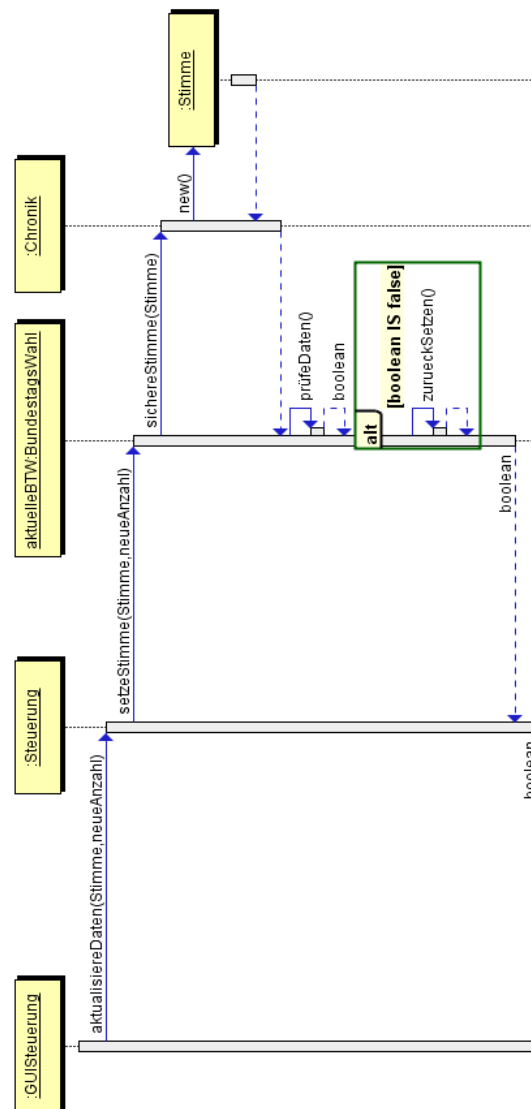 :GUISteuerung
:Steuerung
aktuelleBTW:BundestagsWahl
:Chronik
:Stimme
aktualisiereDaten(Stimme,neueAnzahl)
setzeStimme(Stimme,neueAnzahl)
sichereStimme(Stimme)
new()
prüfeDaten()
boolean
alt
[boolean IS false]
zurueckSetzen()
boolean
boolean